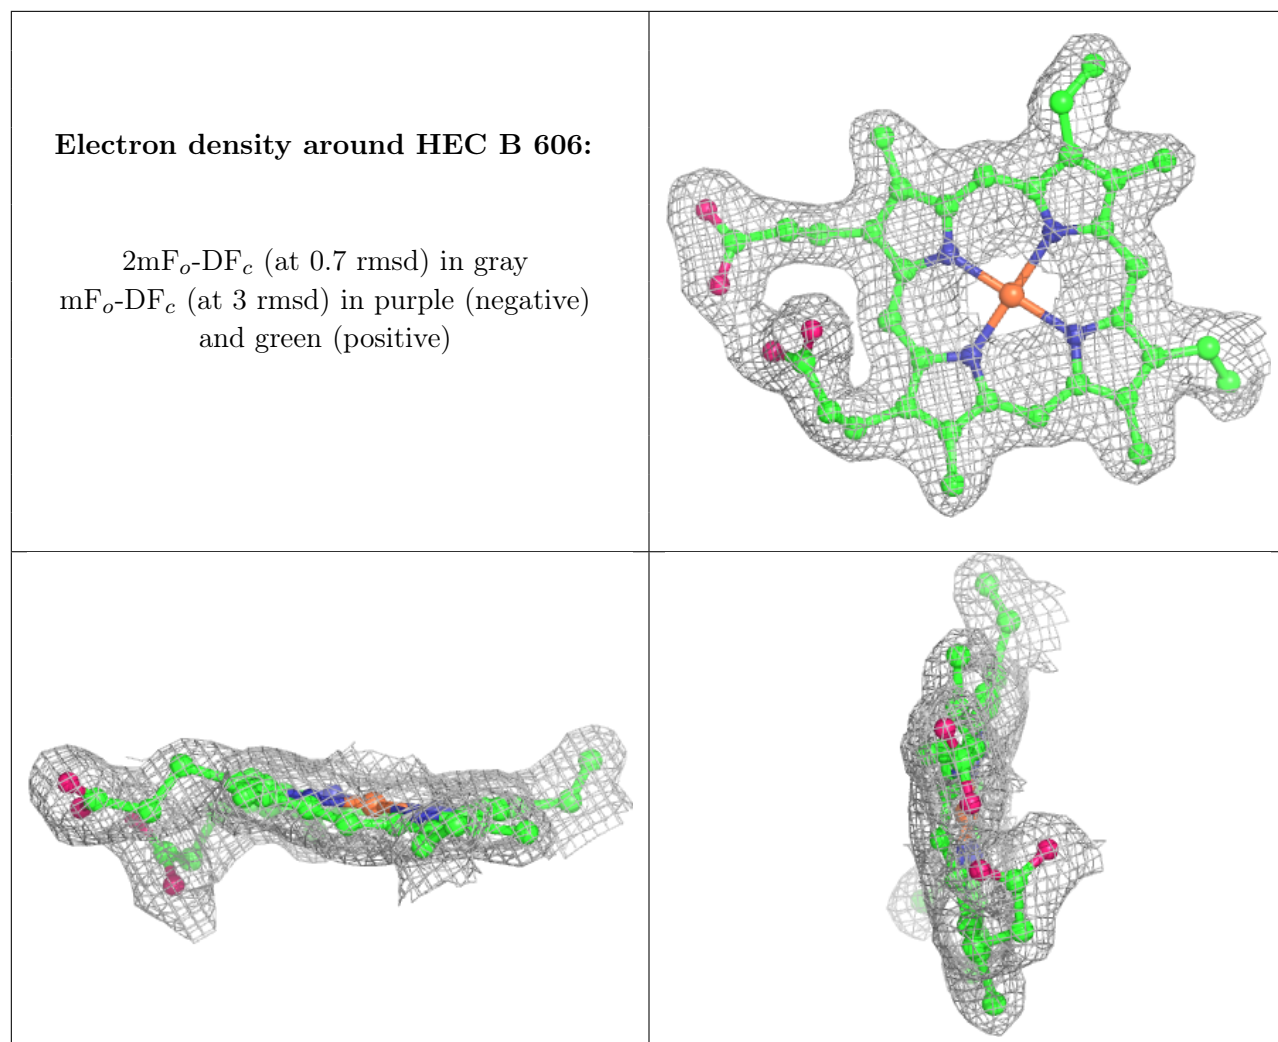 Electron density around HEC B 606:
2mFₒ-DF𝑐 (at 0.7 rmsd) in gray
mFₒ-DF𝑐 (at 3 rmsd) in purple (negative)
and green (positive)